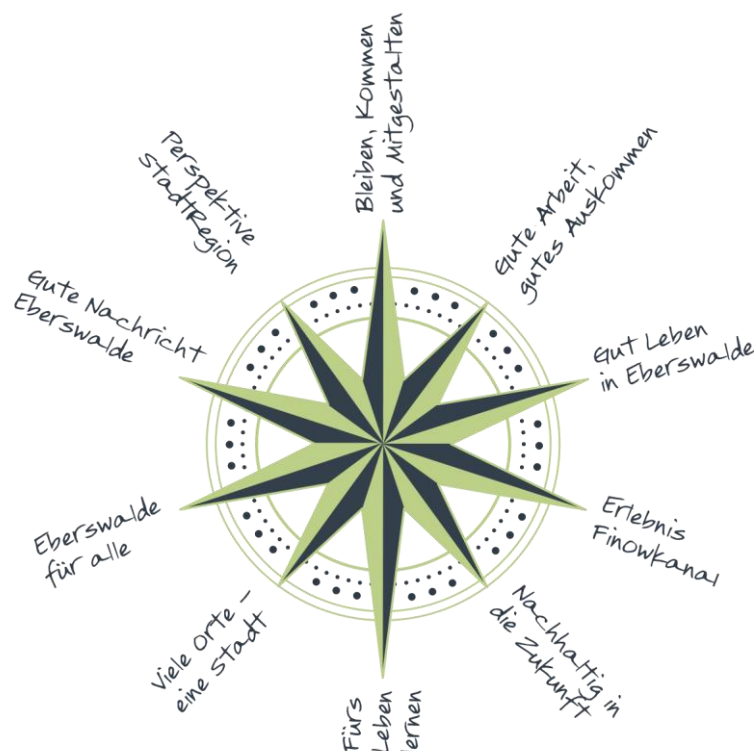 Bleiben, Kommen
und Mitgestalten
Gute Arbeit,
gutes Auskommen
Gut Leben
in Eberswalde
Erlebnis
Finowkanal
Nachhaltig in
die Zukunft
Fürs
Leben
lernen
Viele Orte –
eine Stadt
Eberswalde
für alle
Gute Nachricht
Eberswalde
Perspektive
StadtRegion